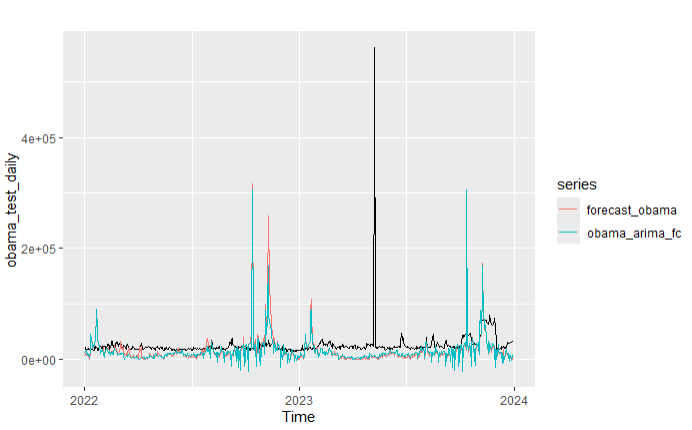 4e+05
2e+05
0e+00
obama_test_daily
2022
2023
2024
Time
series
forecast_obama
obama_arima_fc